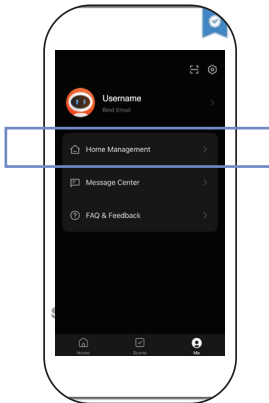 Username
Bind Email
Home Management
Message Center
FAQ & Feedback
Home
Scene
Me